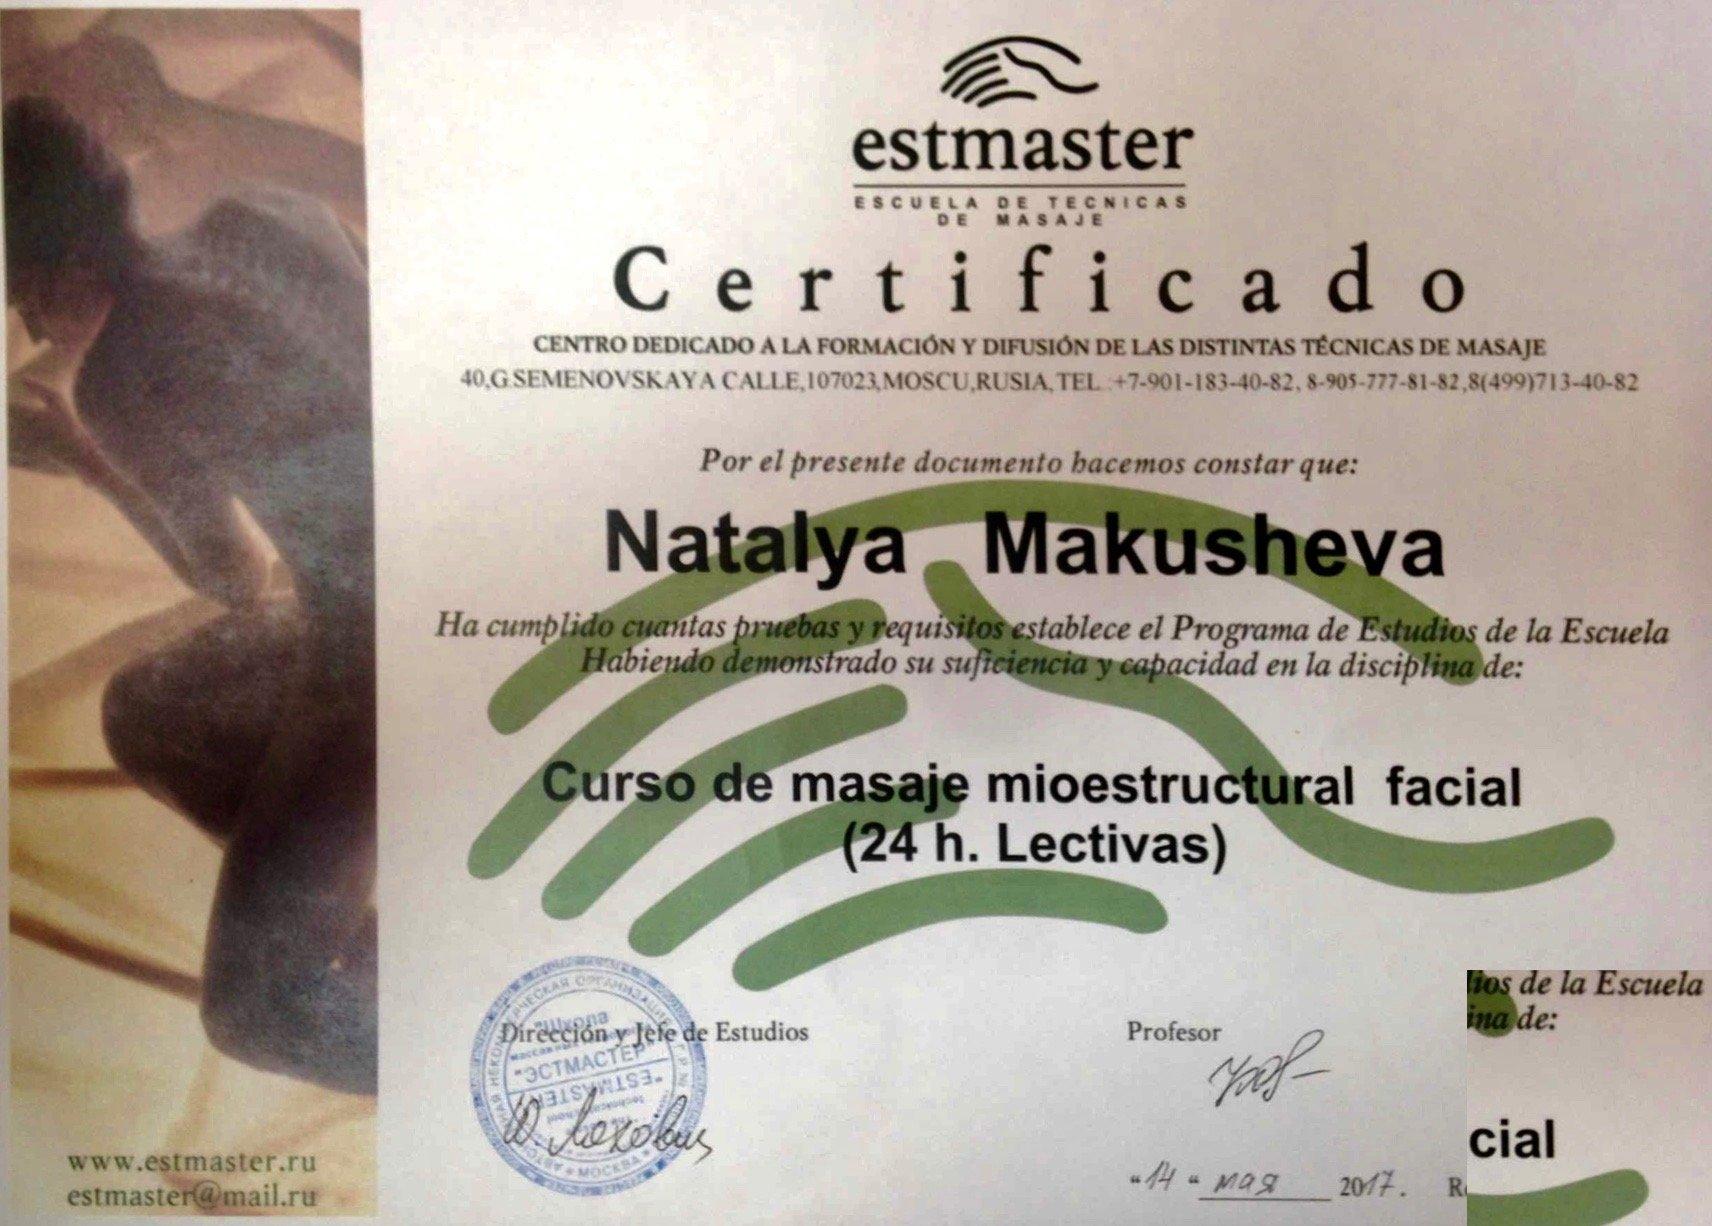 estmaster
ESCUELA DE TECNICAS
DE MASAJE
Certificado
CENTRO DEDICADO A LA FORMACIÓN Y DIFUSIÓN DE LAS DISTINTAS TÉCNICAS DE MASAJE
40,G.SEMENOVSKAYA CALLE,107023,MOSCU,RUSIA, TEL.:+7-901-183-40-82, 8-905-777-81-82,8(499)713-40-82
Por el presente documento hacemos constar que:
Natalya Makusheva
Ha cumplido cuantas pruebas y requisitos establece el Programa de Estudios de la Escuela
Habiendo demonstrado su suficiencia y capacidad en la disciplina de:
Curso de masaje mioestructural facial
(24 h. Lectivas)
Dirección y Jefe de Estudios
Profesor
Школа
"ЭСТМАСТЕР"
"ESTMASTER"
МОСКВА
"14" мая 2017.
www.estmaster.ru
estmaster@mail.ru
ios de la Escuela
ina de:
cial